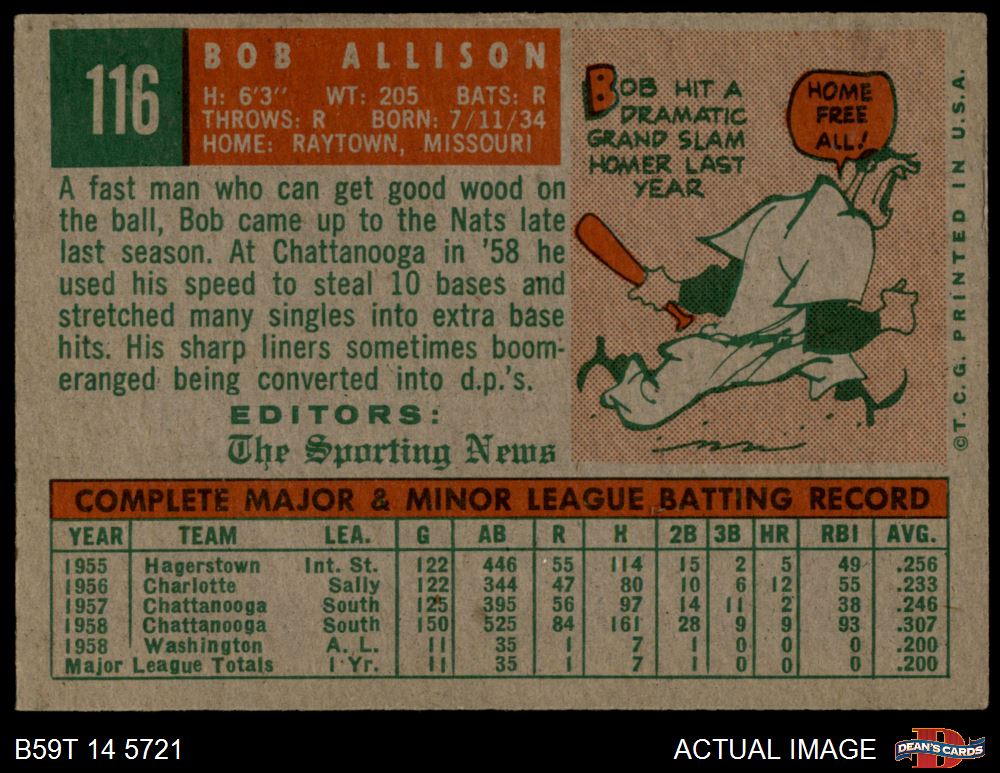 116
BOB ALLISON
H: 6'3" WT: 205 BATS: R
THROWS: R BORN: 7/11/34
HOME: RAYTOWN, MISSOURI
A fast man who can get good wood on
the ball, Bob came up to the Nats late
last season. At Chattanooga in '58 he
used his speed to steal 10 bases and
stretched many singles into extra base
hits. His sharp liners sometimes boom-
eranged being converted into d.p.'s.
EDITORS:
The Sporting News
BOB HIT A
DRAMATIC
GRAND SLAM
HOMER LAST
YEAR
HOME
FREE
ALL!
©T. C. G. PRINTED IN U.S.A.
COMPLETE MAJOR & MINOR LEAGUE BATTING RECORD
YEAR TEAM LEA. G AB R H 2B 3B HR RBI AVG.
1955 Hagerstown Int. St. 122 446 55 114 15 2 5 49 .256
1956 Charlotte Sally 122 344 47 80 10 6 12 55 .233
1957 Chattanooga South 125 395 56 97 14 11 2 38 .246
1958 Chattanooga South 150 525 84 161 28 9 9 93 .307
1958 Washington A. L. 11 35 1 7 1 0 0 0 .200
Major League Totals 1 Yr. 11 35 1 7 1 0 0 0 .200
B59T 14 5721
ACTUAL IMAGE
D
DEAN'S CARDS